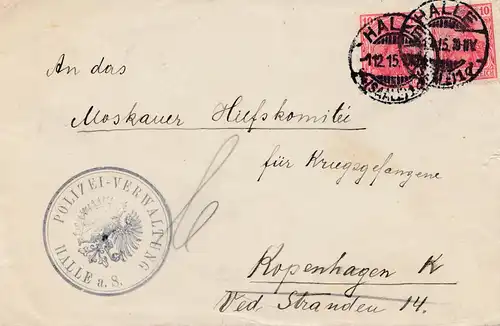 HALLE
1.12.15.
(SAALE)
HALLE
10
10
An das
Moskauer Hilfskomitee
für Kriegsgefangene
POLIZEI-VERWALTUNG
HALLE a. S.
Kopenhagen K
Ved Stranden 14.